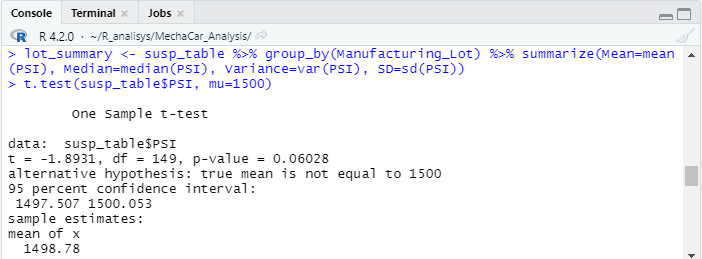 Console Terminal × Jobs ×
R 4.2.0 · ~/R_analisys/MechaCar_Analysis/
> lot_summary <- susp_table %>% group_by(Manufacturing_Lot) %>% summarize(Mean=mean
(PSI), Median=median(PSI), Variance=var(PSI), SD=sd(PSI))
> t.test(susp_table$PSI, mu=1500)
One Sample t-test
data:  susp_table$PSI
t = -1.8931, df = 149, p-value = 0.06028
alternative hypothesis: true mean is not equal to 1500
95 percent confidence interval:
1497.507 1500.053
sample estimates:
mean of x
1498.78